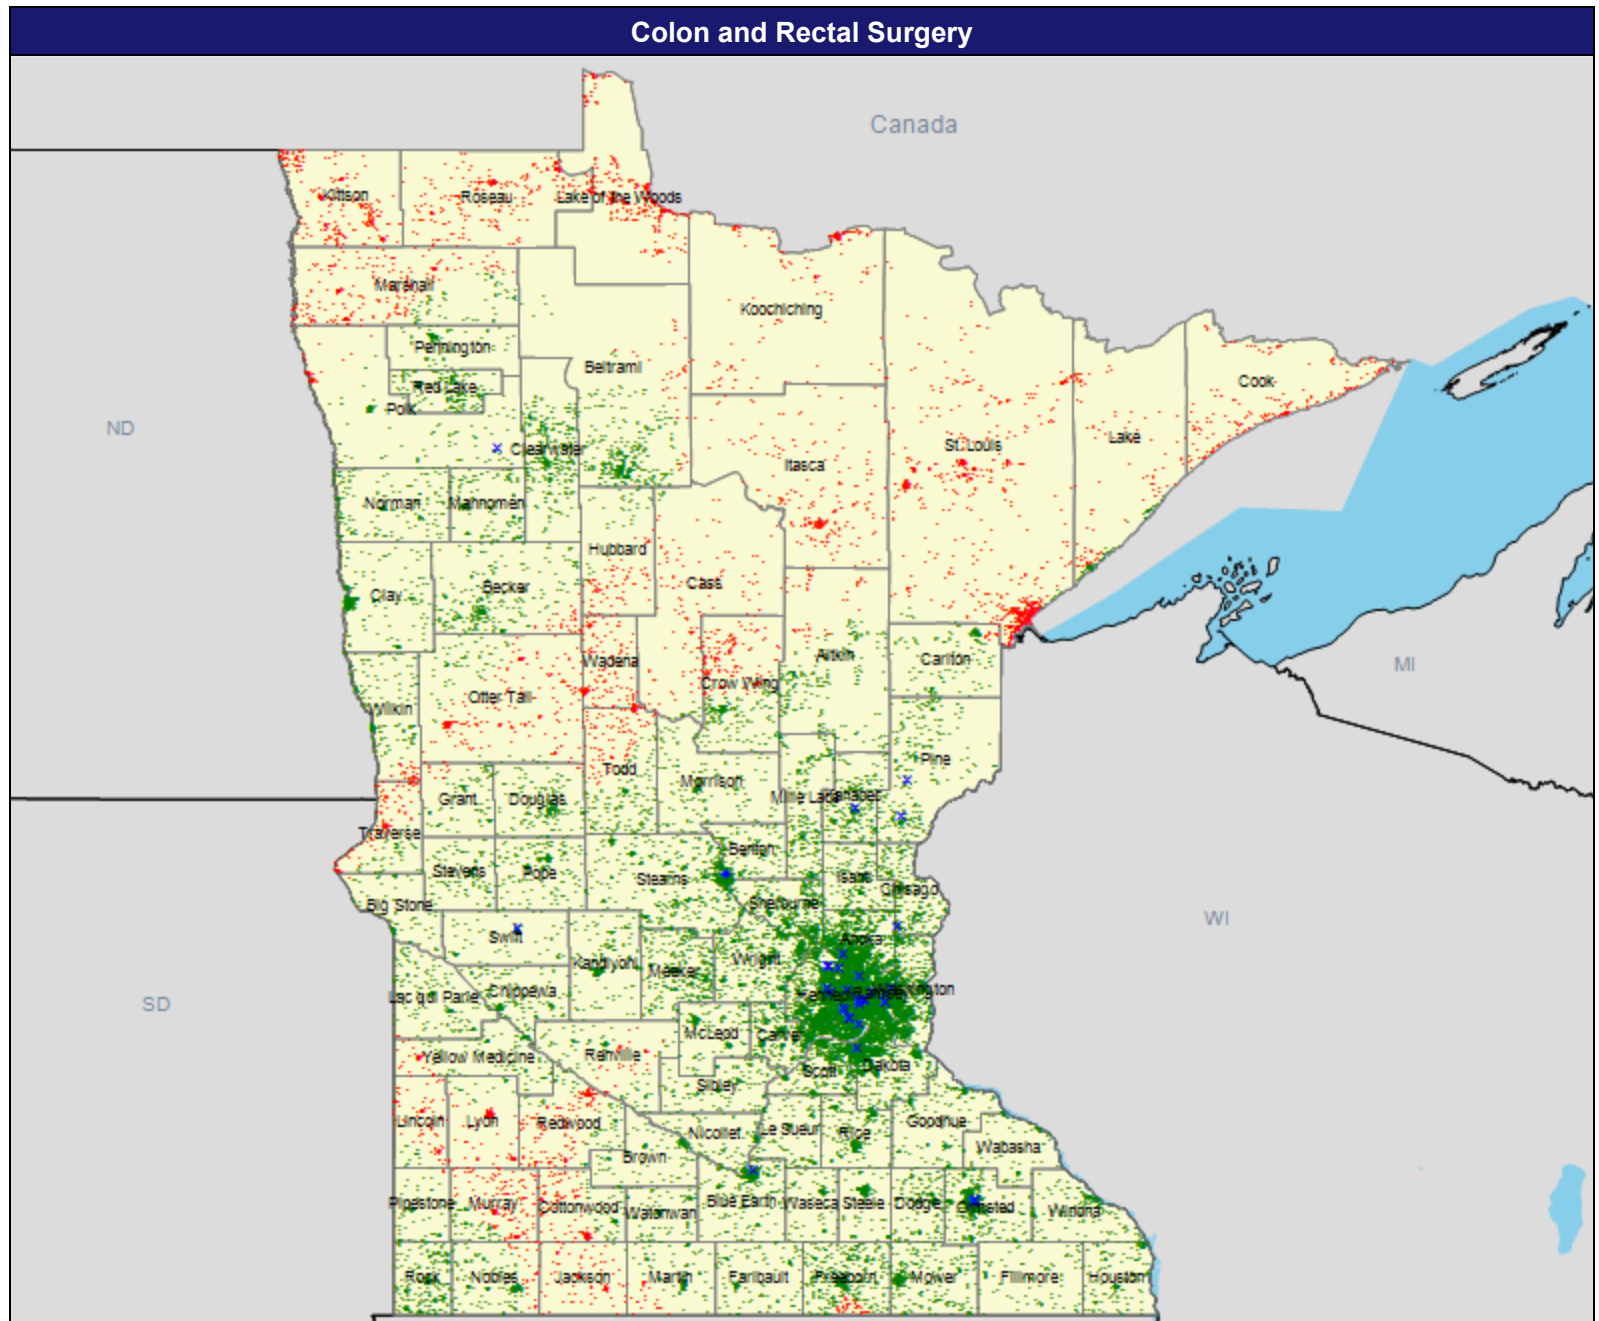 Colon and Rectal Surgery
Canada
Kittson
Roseau
Lake of the Woods
Marshall
Koochiching
Pennington
Beltrami
Red Lake
Cook
Polk
ND
Clearwater
Lake
St. Louis
Itasca
Norman
Mahnomen
Hubbard
Cass
Becker
Clay
Aitkin
Carlton
Wadena
MI
Crow Wing
Otter Tail
Wilkin
Pine
Todd
Morrison
Mille Lacs
Kanabec
Grant
Douglas
Traverse
Benton
Stevens
Pope
Stearns
Isanti
Chisago
Big Stone
Sherburne
WI
Swift
Anoka
Wright
Kandiyohi
Meeker
Chippewa
Lac qui Parle
Hennepin
Ramsey
Washington
SD
McLeod
Carver
Yellow Medicine
Renville
Scott
Dakota
Sibley
Lincoln
Lyon
Redwood
Nicollet
Le Sueur
Rice
Goodhue
Wabasha
Brown
Pipestone
Murray
Cottonwood
Watonwan
Blue Earth
Waseca
Steele
Dodge
Olmsted
Winona
Rock
Nobles
Jackson
Martin
Faribault
Freeborn
Mower
Fillmore
Houston